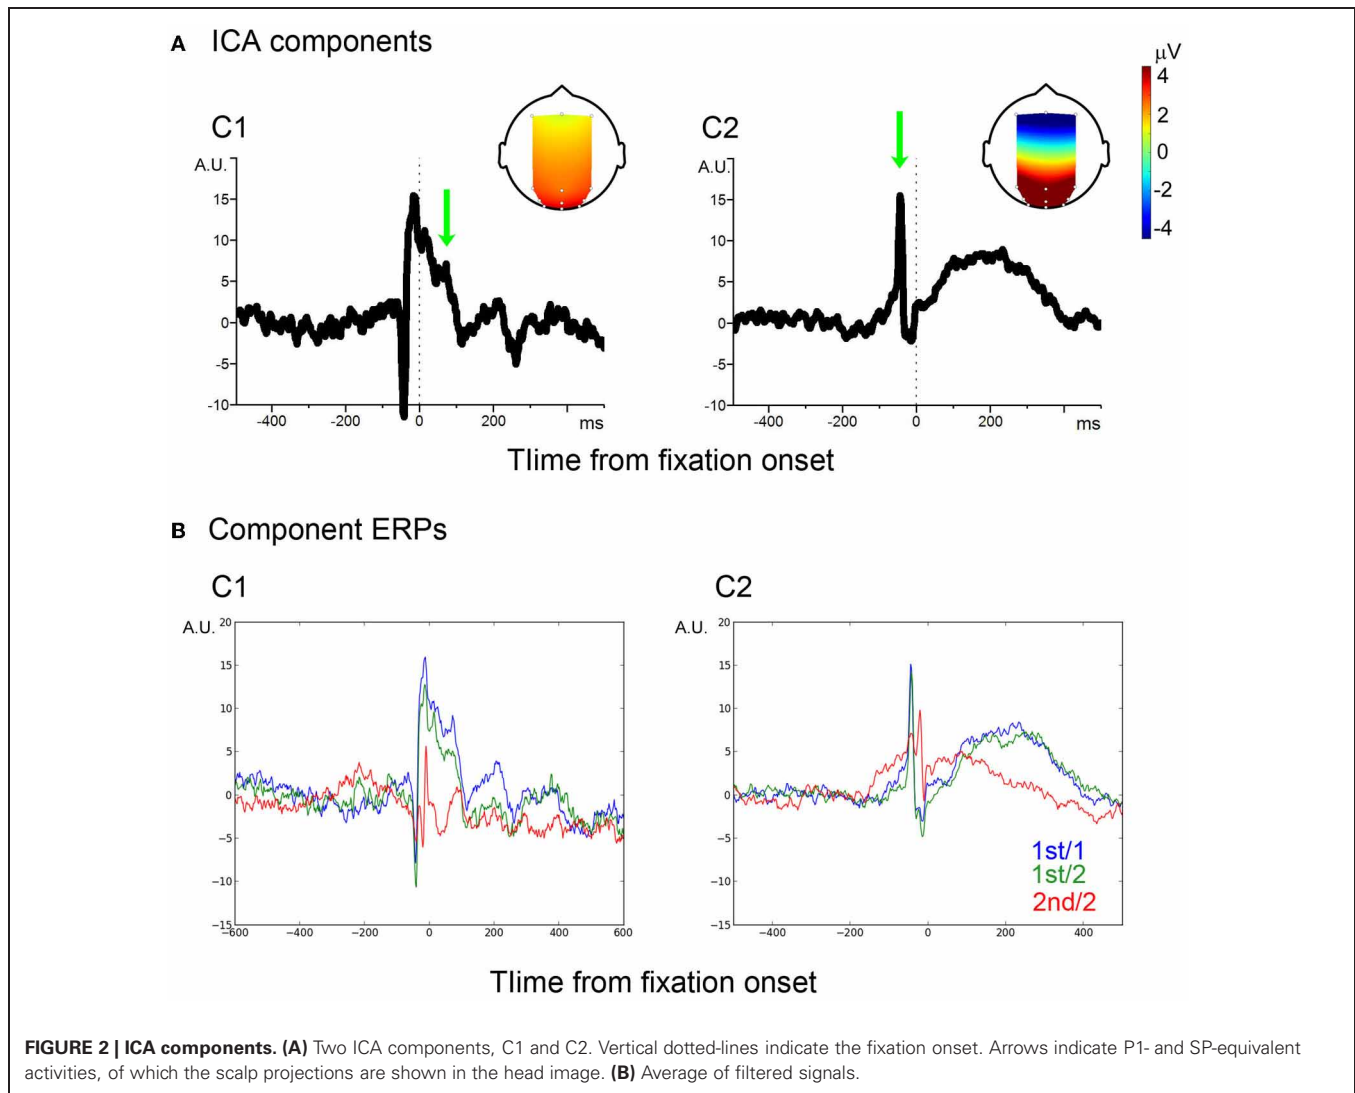 A ICA components
μV
4
2
0
-2
-4
C1
C2
A.U.
15
10
5
0
-5
-10
-400 -200 0 200 ms
A.U.
15
10
5
0
-5
-10
-400 -200 0 200 ms
TIime from fixation onset
B Component ERPs
C1
C2
A.U. 20
15
10
5
0
−5
−10
−15
−600 −400 −200 0 200 400 600
A.U. 20
15
10
5
0
−5
−10
−15
−400 −200 0 200 400
1st/1
1st/2
2nd/2
TIime from fixation onset
FIGURE 2 | ICA components. (A) Two ICA components, C1 and C2. Vertical dotted-lines indicate the fixation onset. Arrows indicate P1- and SP-equivalent
activities, of which the scalp projections are shown in the head image. (B) Average of filtered signals.